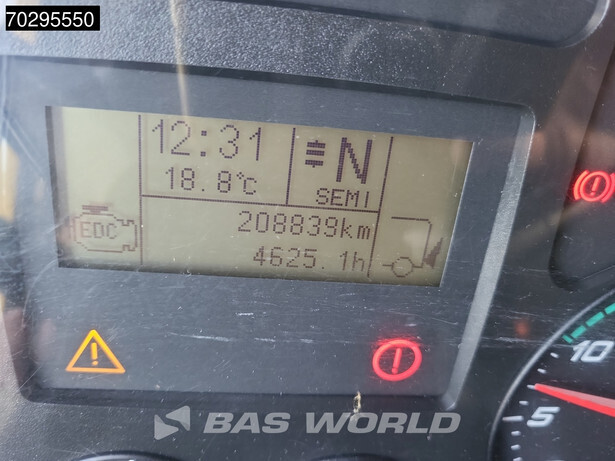 70295550
12:31
N
18.8°C
SEMI
208839km
EDC
4625.1h
10
5
BAS WORLD